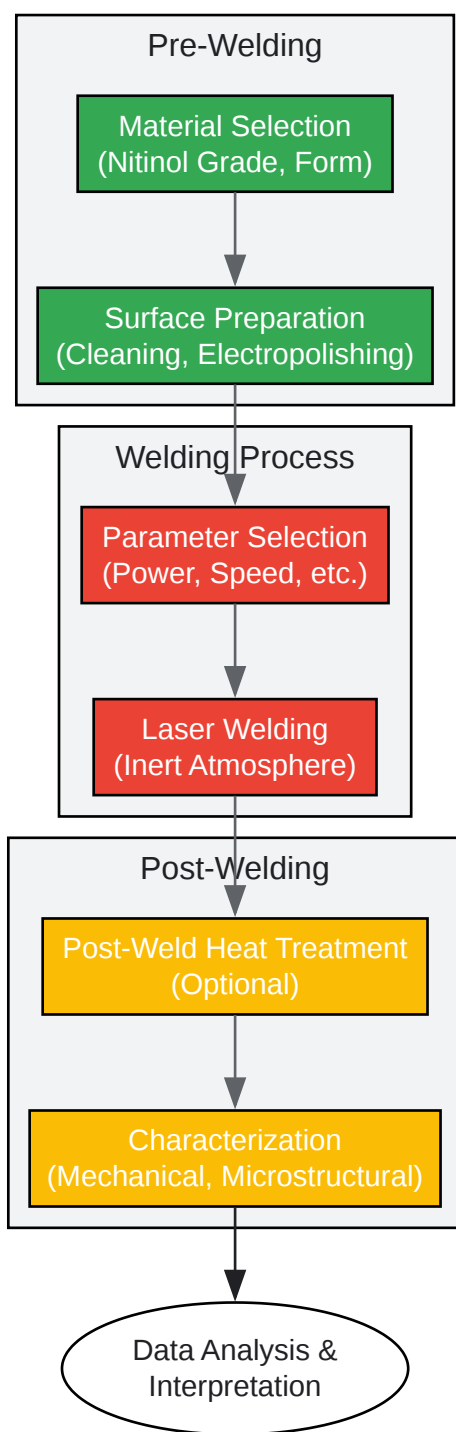 Pre-Welding
Material Selection
(Nitinol Grade, Form)
Surface Preparation
(Cleaning, Electropolishing)
Welding Process
Parameter Selection
(Power, Speed, etc.)
Laser Welding
(Inert Atmosphere)
Post-Welding
Post-Weld Heat Treatment
(Optional)
Characterization
(Mechanical, Microstructural)
Data Analysis &
Interpretation